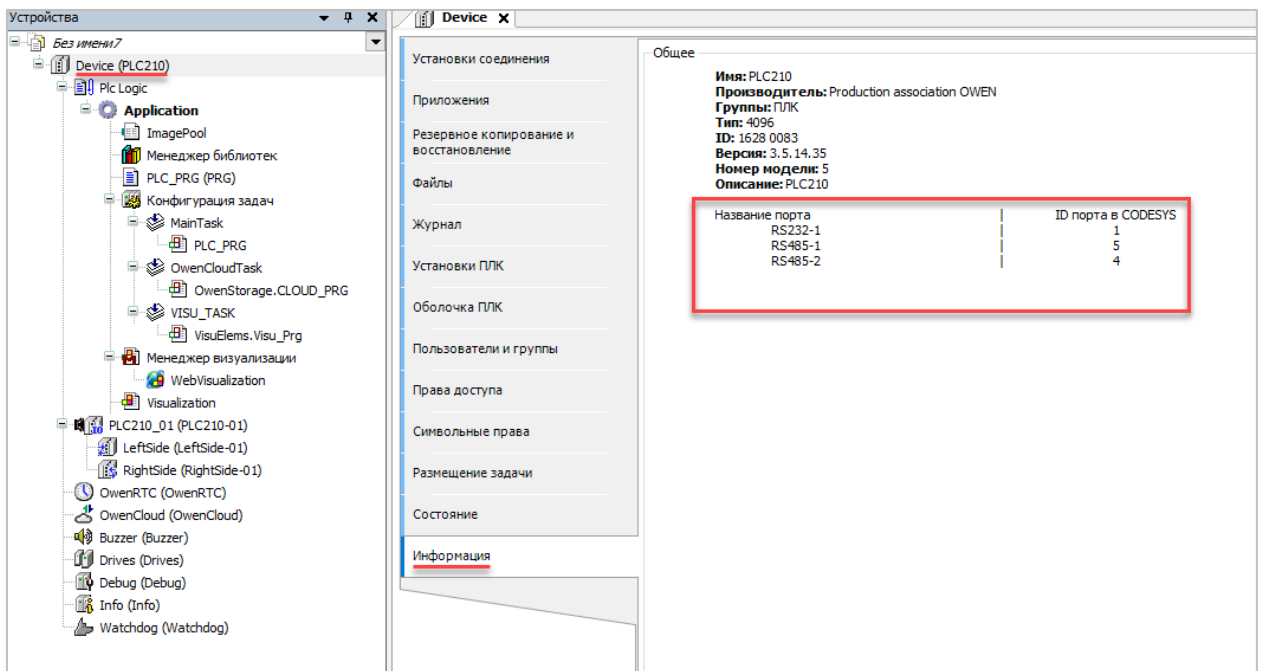 Устройства
Без имени7
Device (PLC210)
Plc Logic
Application
ImagePool
Менеджер библиотек
PLC_PRG (PRG)
Конфигурация задач
MainTask
PLC_PRG
OwenCloudTask
OwenStorage.CLOUD_PRG
VISU_TASK
VisuElems.Visu_Prg
Менеджер визуализации
WebVisualization
Visualization
PLC210_01 (PLC210-01)
LeftSide (LeftSide-01)
RightSide (RightSide-01)
OwenRTC (OwenRTC)
OwenCloud (OwenCloud)
Buzzer (Buzzer)
Drives (Drives)
Debug (Debug)
Info (Info)
Watchdog (Watchdog)
Device
Установки соединения
Приложения
Резервное копирование и
восстановление
Файлы
Журнал
Установки ПЛК
Оболочка ПЛК
Пользователи и группы
Права доступа
Символьные права
Размещение задачи
Состояние
Информация
Общее
Имя: PLC210
Производитель: Production association OWEN
Группы: ПЛК
Тип: 4096
ID: 1628 0083
Версия: 3.5.14.35
Номер модели: 5
Описание: PLC210
Название порта | ID порта в CODESYS
RS232-1 | 1
RS485-1 | 5
RS485-2 | 4